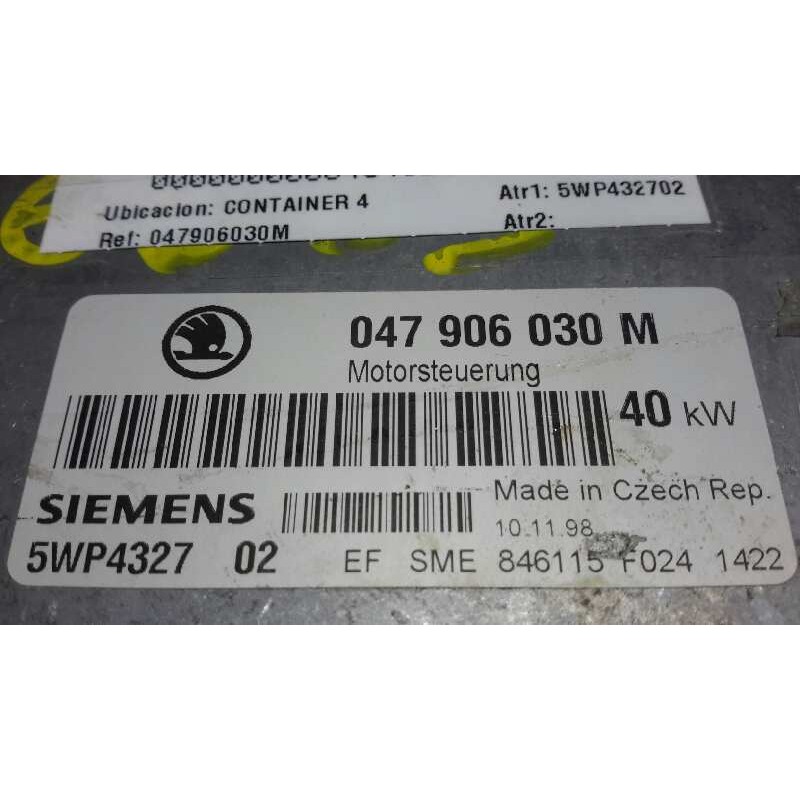 Ubicacion: CONTAINER 4
Ref: 047906030M
Atr1: 5WP432702
Atr2:
047 906 030 M
Motorsteuerung
40 kW
SIEMENS
Made in Czech Rep.
10.11.98
5WP4327 02
EF SME 846115 F024 1422